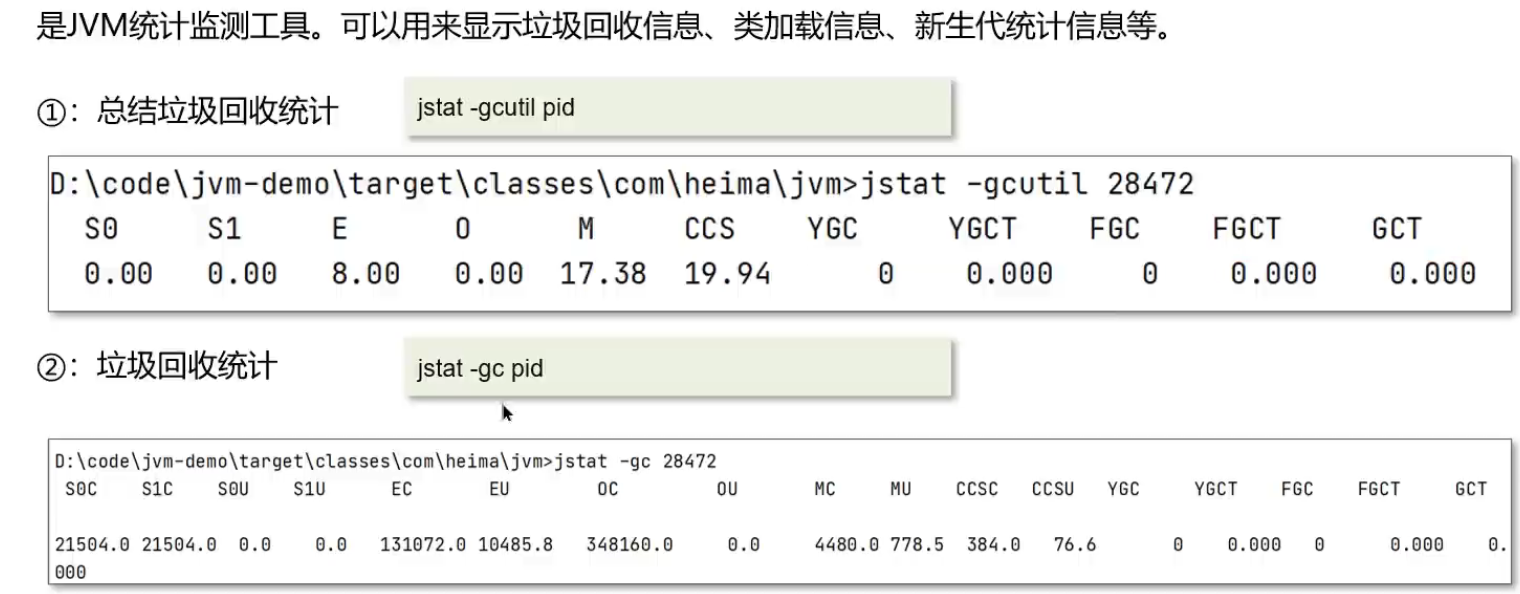 是JVM统计监测工具。可以用来显示垃圾回收信息、类加载信息、新生代统计信息等。
①：总结垃圾回收统计 jstat -gcutil pid
D:\code\jvm-demo\target\classes\com\heima\jvm>jstat -gcutil 28472
S0 S1 E O M CCS YGC YGCT FGC FGCT GCT
0.00 0.00 8.00 0.00 17.38 19.94 0 0.000 0 0.000 0.000
②：垃圾回收统计 jstat -gc pid
D:\code\jvm-demo\target\classes\com\heima\jvm>jstat -gc 28472
S0C S1C S0U S1U EC EU OC OU MC MU CCSC CCSU YGC YGCT FGC FGCT GCT
21504.0 21504.0 0.0 0.0 131072.0 10485.8 348160.0 0.0 4480.0 778.5 384.0 76.6 0 0.000 0 0.000 0.
000